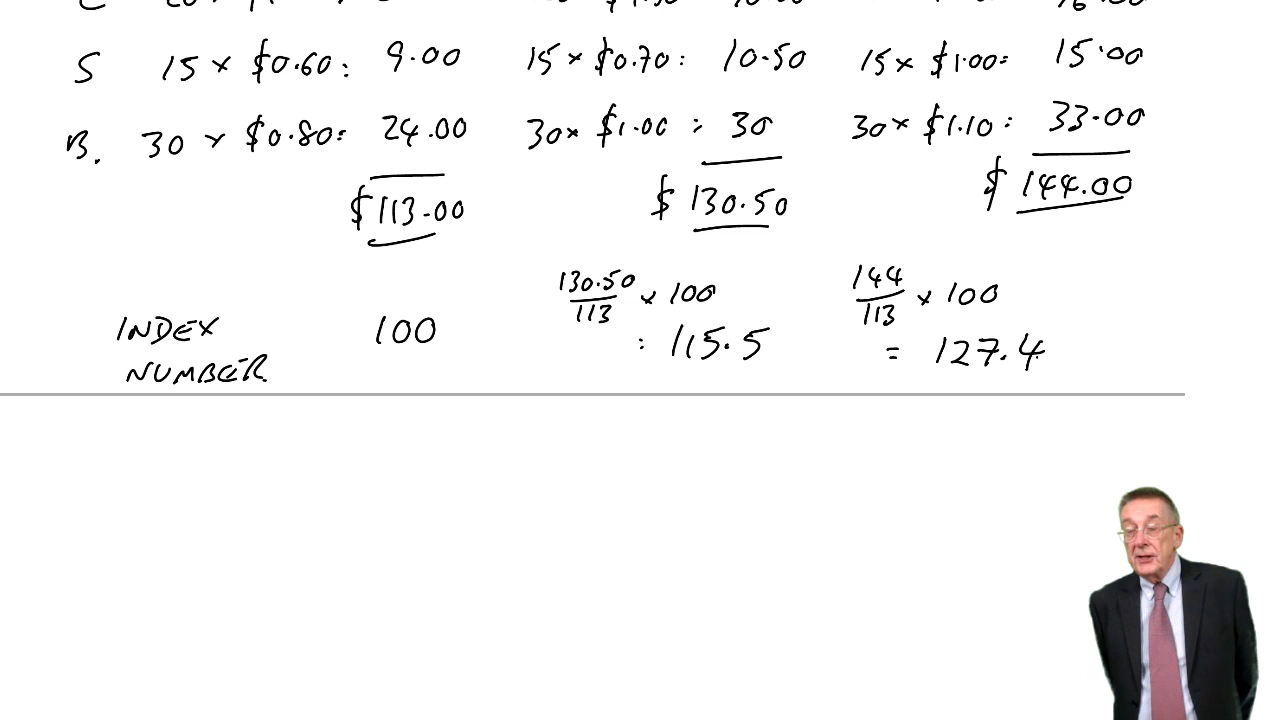 S 15 × $0.60: 9.00 15 × $0.70: 10.50 15 × $1.00= 15.00
B. 30 × $0.80= 24.00 30 × $1.00 : 30 30 × $1.10: 33.00
$113.00 $130.50 $144.00
130.50/113 × 100 144/113 × 100
INDEX 100 : 115.5 = 127.4
NUMBER